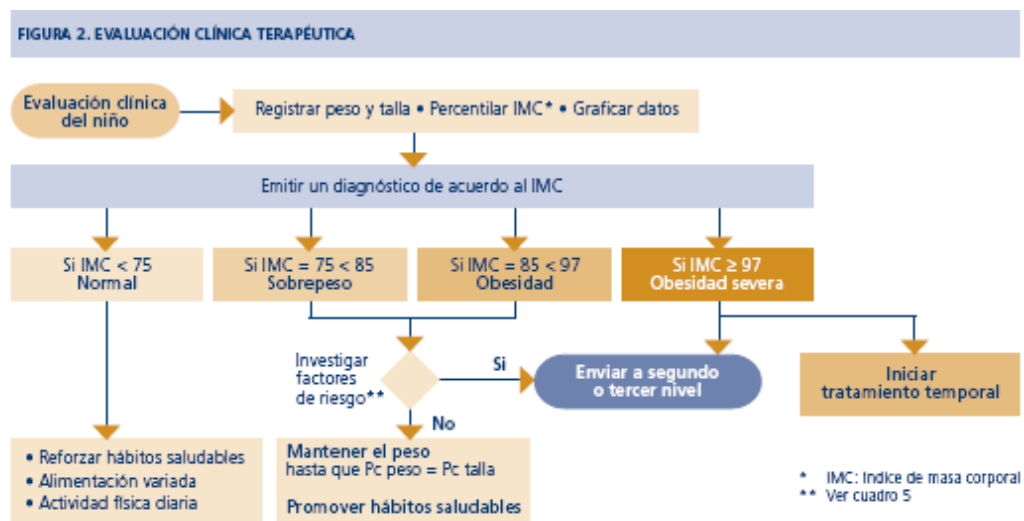 FIGURA 2. EVALUACIÓN CLÍNICA TERAPÉUTICA
Evaluación clínica
del niño
Registrar peso y talla • Percentilar IMC* • Graficar datos
Emitir un diagnóstico de acuerdo al IMC
Si IMC < 75
Normal
Si IMC = 75 < 85
Sobrepeso
Si IMC = 85 < 97
Obesidad
Si IMC ≥ 97
Obesidad severa
Investigar
factores
de riesgo**
Si
Enviar a segundo
o tercer nivel
Iniciar
tratamiento temporal
No
• Reforzar hábitos saludables
• Alimentación variada
• Actividad física diaria
Mantener el peso
hasta que Pc peso = Pc talla
Promover hábitos saludables
* IMC: Índice de masa corporal
** Ver cuadro 5